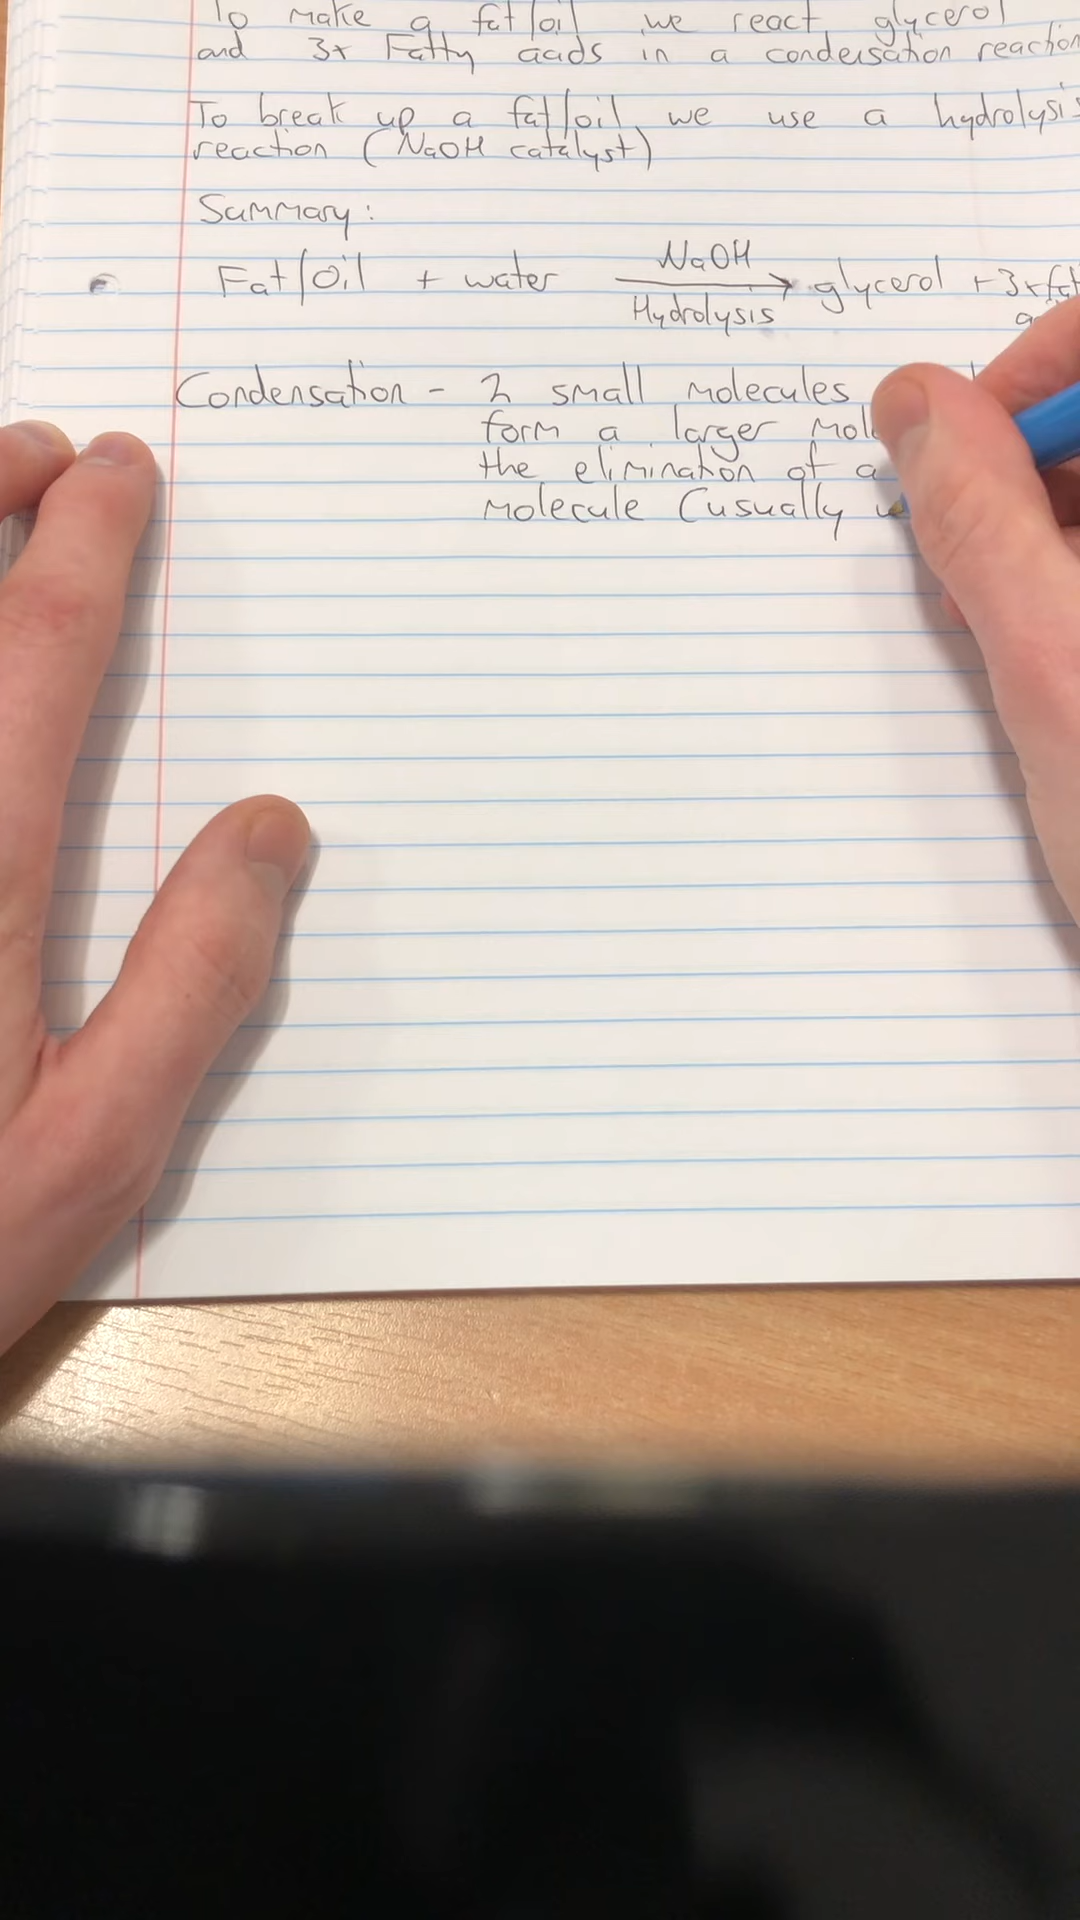 To make a fat/oil we react glycerol
and 3x Fatty acids in a condensation reaction
To break up a fat/oil we use a hydrolysis
reaction (NaOH catalyst)
Summary:
NaOH
Fat/Oil + water → glycerol + 3x
Hydrolysis
Condensation - 2 small molecules
form a larger
the elimination of a
molecule (usually